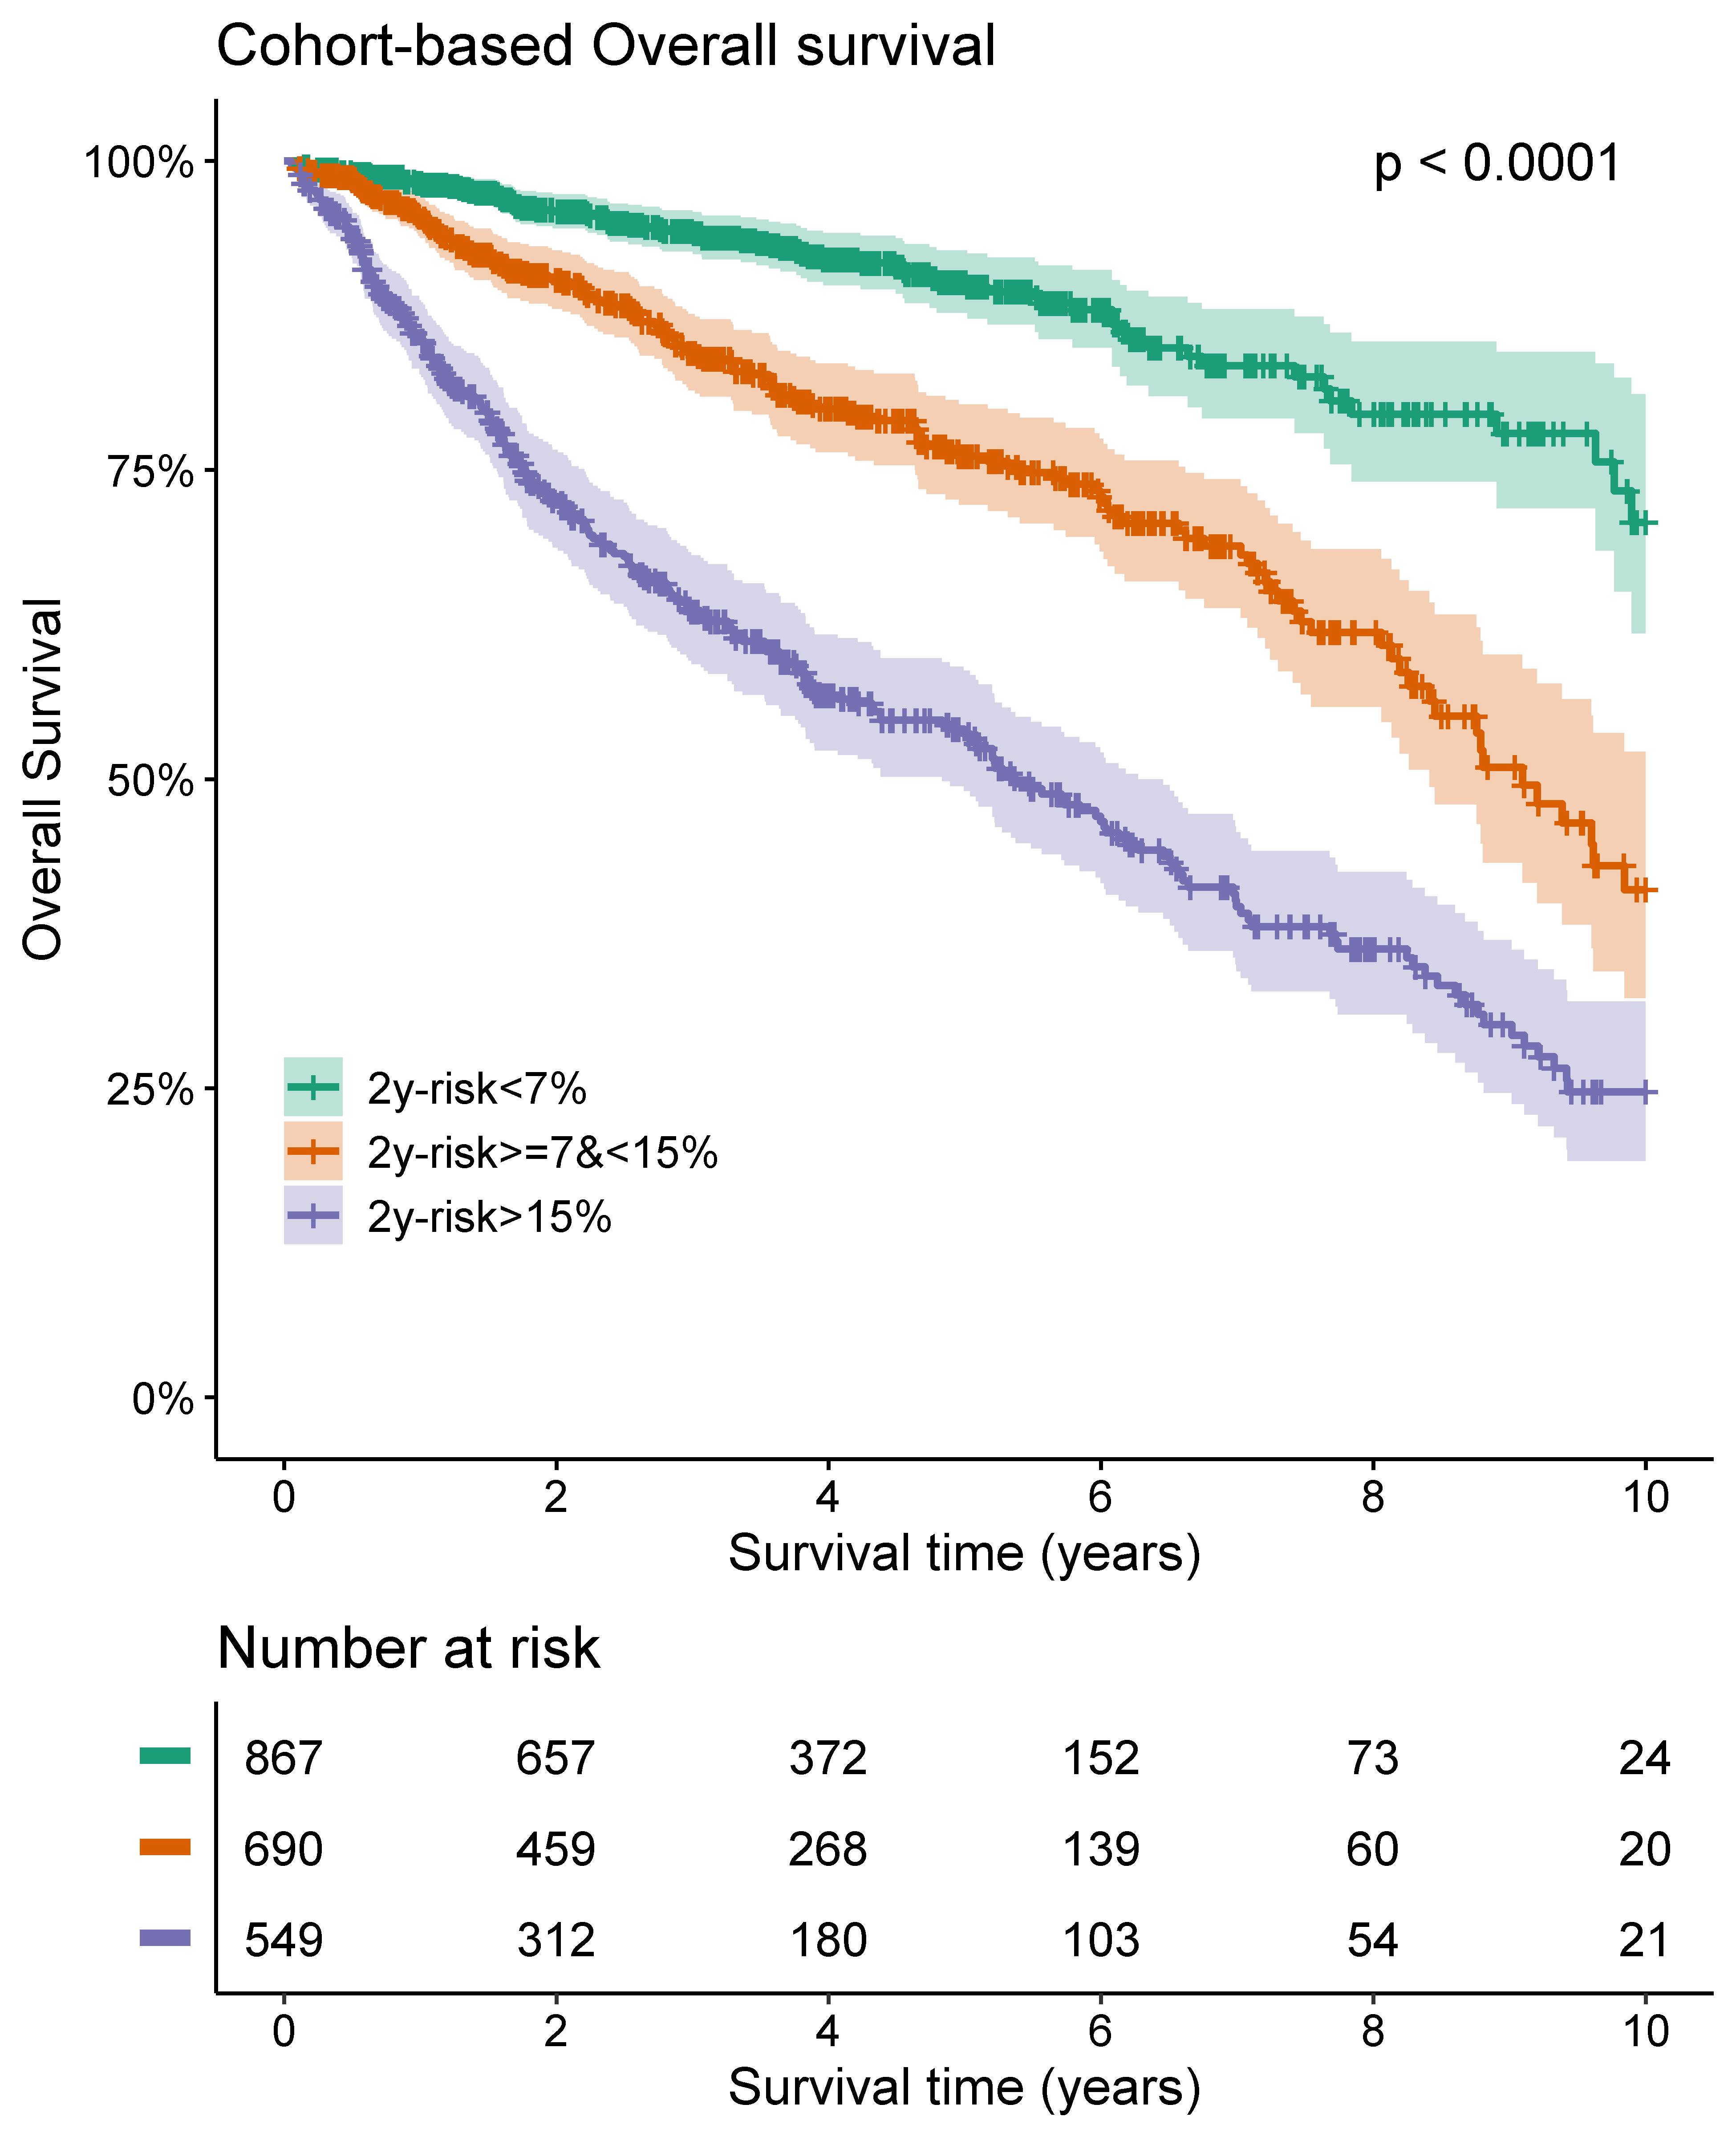 Cohort-based Overall survival
p < 0.0001
100%
75%
50%
25%
0%
Overall Survival
2y-risk<7%
2y-risk>=7&<15%
2y-risk>15%
0 2 4 6 8 10
Survival time (years)
Number at risk
867 657 372 152 73 24
690 459 268 139 60 20
549 312 180 103 54 21
0 2 4 6 8 10
Survival time (years)